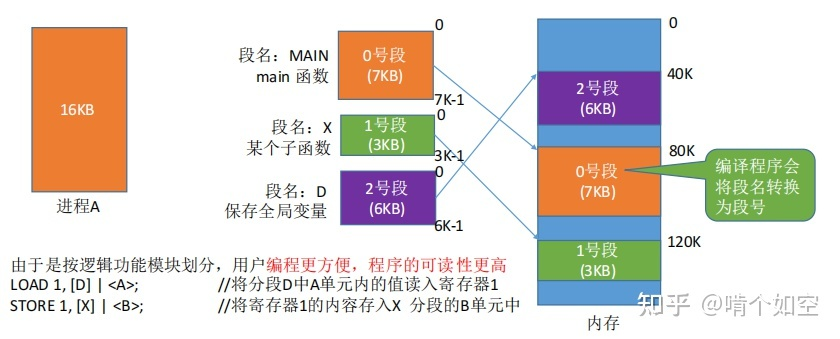 16KB
进程A
段名：MAIN
main 函数
0号段
(7KB)
0
7K-1
段名：X
某个子函数
1号段
(3KB)
0
3K-1
段名：D
保存全局变量
2号段
(6KB)
0
6K-1
0
2号段
(6KB)
40K
0号段
(7KB)
80K
1号段
(3KB)
120K
内存
编译程序会
将段名转换
为段号
由于是按逻辑功能模块划分，用户编程更方便，程序的可读性更高
LOAD 1, [D] | <A>; //将分段D中A单元内的值读入寄存器1
STORE 1, [X] | <B>; //将寄存器1的内容存入X 分段的B单元中
知乎 @啃个如空